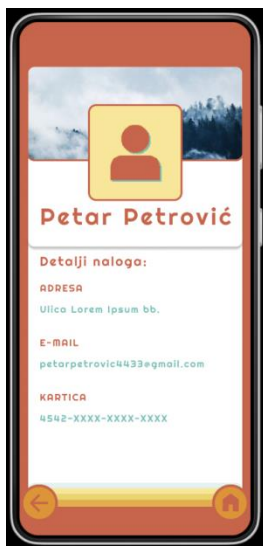 Petar Petrović
Detalji naloga:
ADRESA
Ulica Lorem Ipsum bb.
E-MAIL
petarpetrovic4433@gmail.com
KARTICA
4542-XXXX-XXXX-XXXX